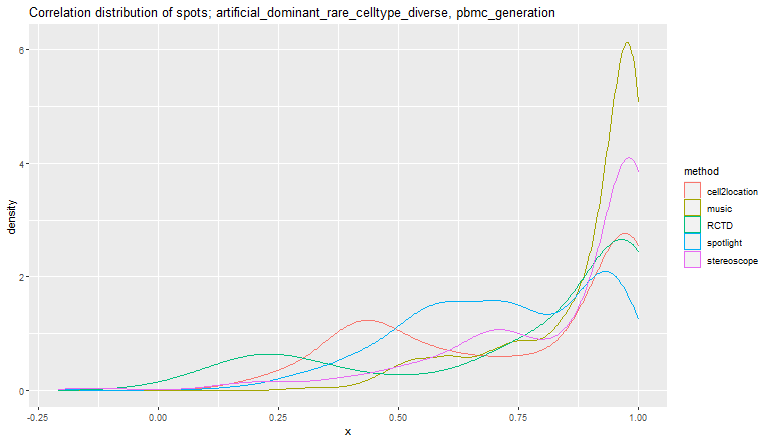 Correlation distribution of spots; artificial_dominant_rare_celltype_diverse, pbmc_generation
6
4
2
0
density
-0.25
0.00
0.25
0.50
0.75
1.00
x
method
cell2location
music
RCTD
spotlight
stereoscope